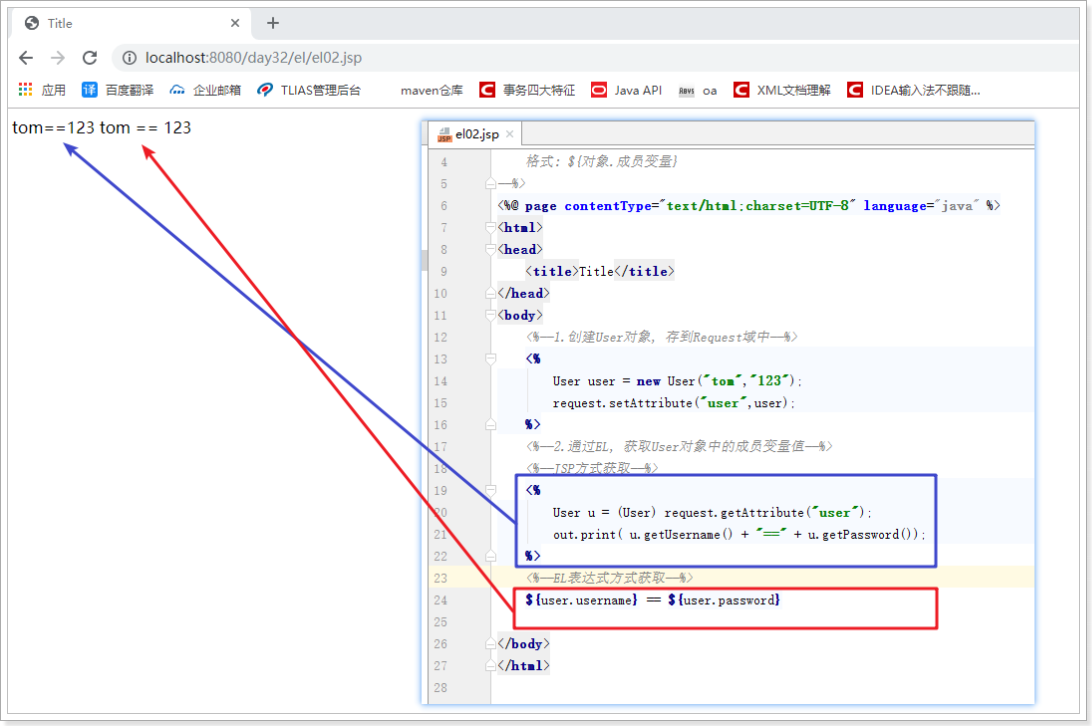 Title
localhost:8080/day32/el/el02.jsp
应用 译 百度翻译 企业邮箱 TLIAS管理后台 maven仓库 事务四大特征 Java API oa XML文档理解 IDEA输入法不跟随...
tom==123 tom == 123
el02.jsp
4 格式: ${对象.成员变量}
5 --%>
6 <%@ page contentType="text/html;charset=UTF-8" language="java" %>
7 <html>
8 <head>
9 <title>Title</title>
10 </head>
11 <body>
12 <%--1.创建User对象, 存到Request域中--%>
13 <%
14 User user = new User("tom","123");
15 request.setAttribute("user",user);
16 %>
17 <%--2.通过EL, 获取User对象中的成员变量值--%>
18 <%--JSP方式获取--%>
19 <%
20 User u = (User) request.getAttribute("user");
21 out.print( u.getUsername() + "==" + u.getPassword());
22 %>
23 <%--EL表达式方式获取--%>
24 ${user.username} == ${user.password}
25
26 </body>
27 </html>
28